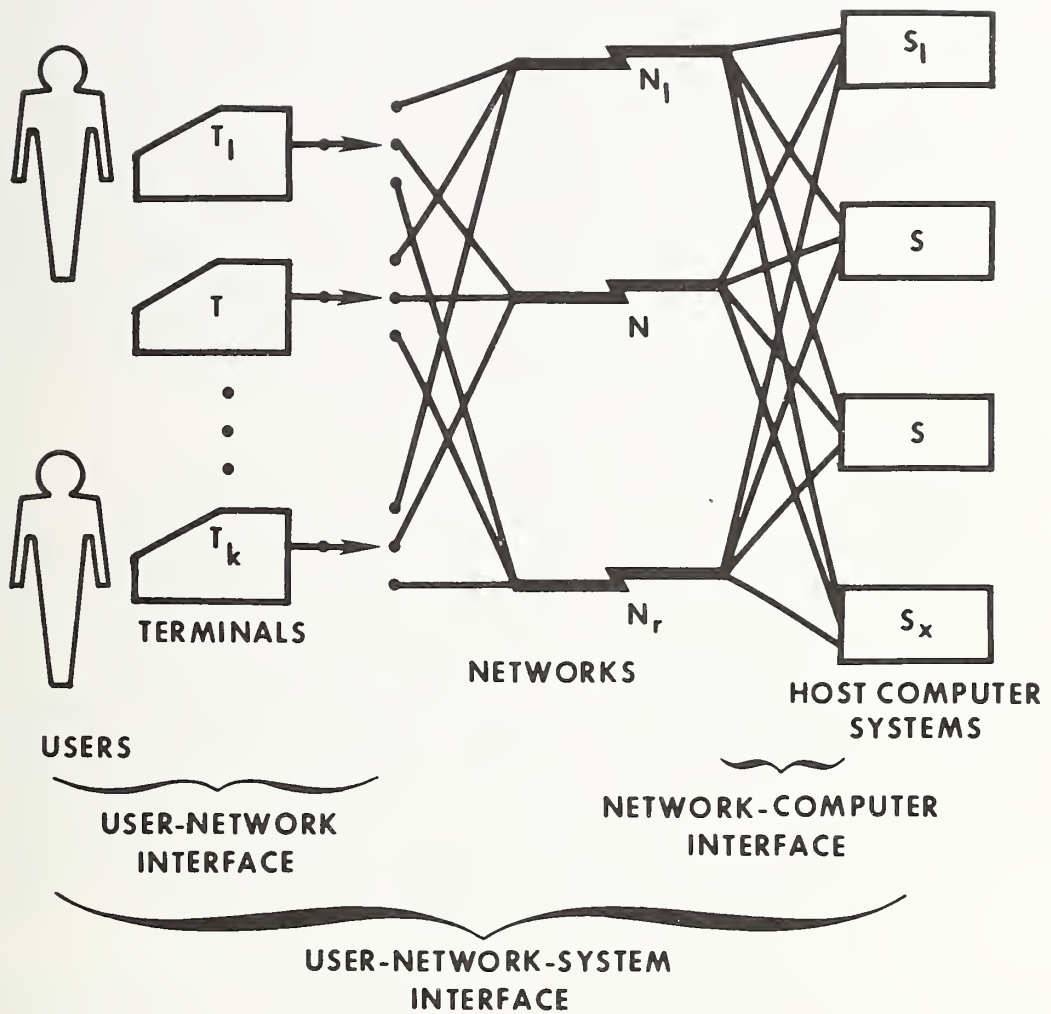 T1
N1
S1
T
N
S
S
Tk
Nr
Sx
TERMINALS
NETWORKS
HOST COMPUTER
SYSTEMS
USERS
USER-NETWORK
INTERFACE
NETWORK-COMPUTER
INTERFACE
USER-NETWORK-SYSTEM
INTERFACE